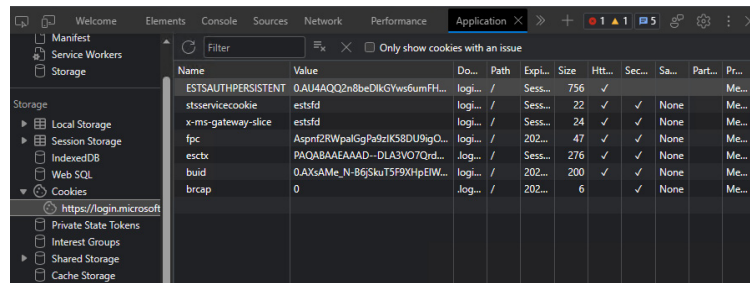 Welcome Elements Console Sources Network Performance Application 1 1 5
Manifest
Service Workers
Storage
Storage
Local Storage
Session Storage
IndexedDB
Web SQL
Cookies
https://login.microsoft
Private State Tokens
Interest Groups
Shared Storage
Cache Storage
Filter Only show cookies with an issue
Name Value Do... Path Expi... Size Htt... Sec... Sa... Part... Pr...
ESTSAUTHPERSISTENT 0.AU4AQQ2n8beDlkGYws6umFH... logi... / Sess... 756 ✓ Me...
stsservicecookie estsfd logi... / Sess... 22 ✓ ✓ None Me...
x-ms-gateway-slice estsfd logi... / Sess... 24 ✓ ✓ None Me...
fpc Aspnf2RWpalGgPa9zIK58DU9igO... logi... / 202... 47 ✓ ✓ None Me...
esctx PAQABAAEAAAD--DLA3VO7Qrd... .log... / Sess... 276 ✓ ✓ None Me...
buid 0.AXsAMe_N-B6jSkuT5F9XHpElW... logi... / 202... 200 ✓ ✓ None Me...
brcap 0 .log... / 202... 6 ✓ None Me...